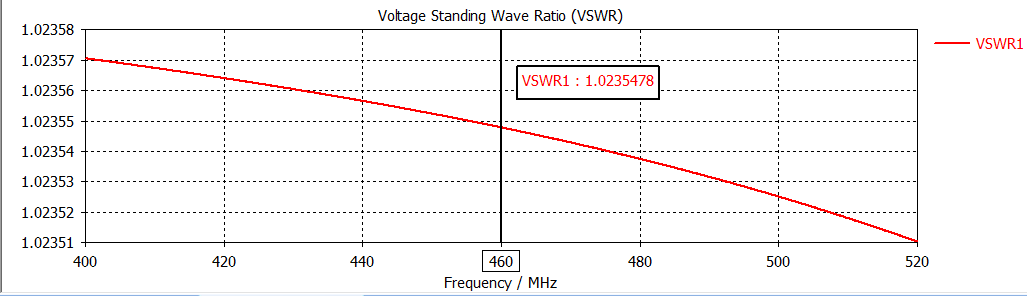 Voltage Standing Wave Ratio (VSWR)
1.02358
1.02357
1.02356
1.02355
1.02354
1.02353
1.02352
1.02351
VSWR1 : 1.0235478
VSWR1
400 420 440 460 480 500 520
Frequency / MHz